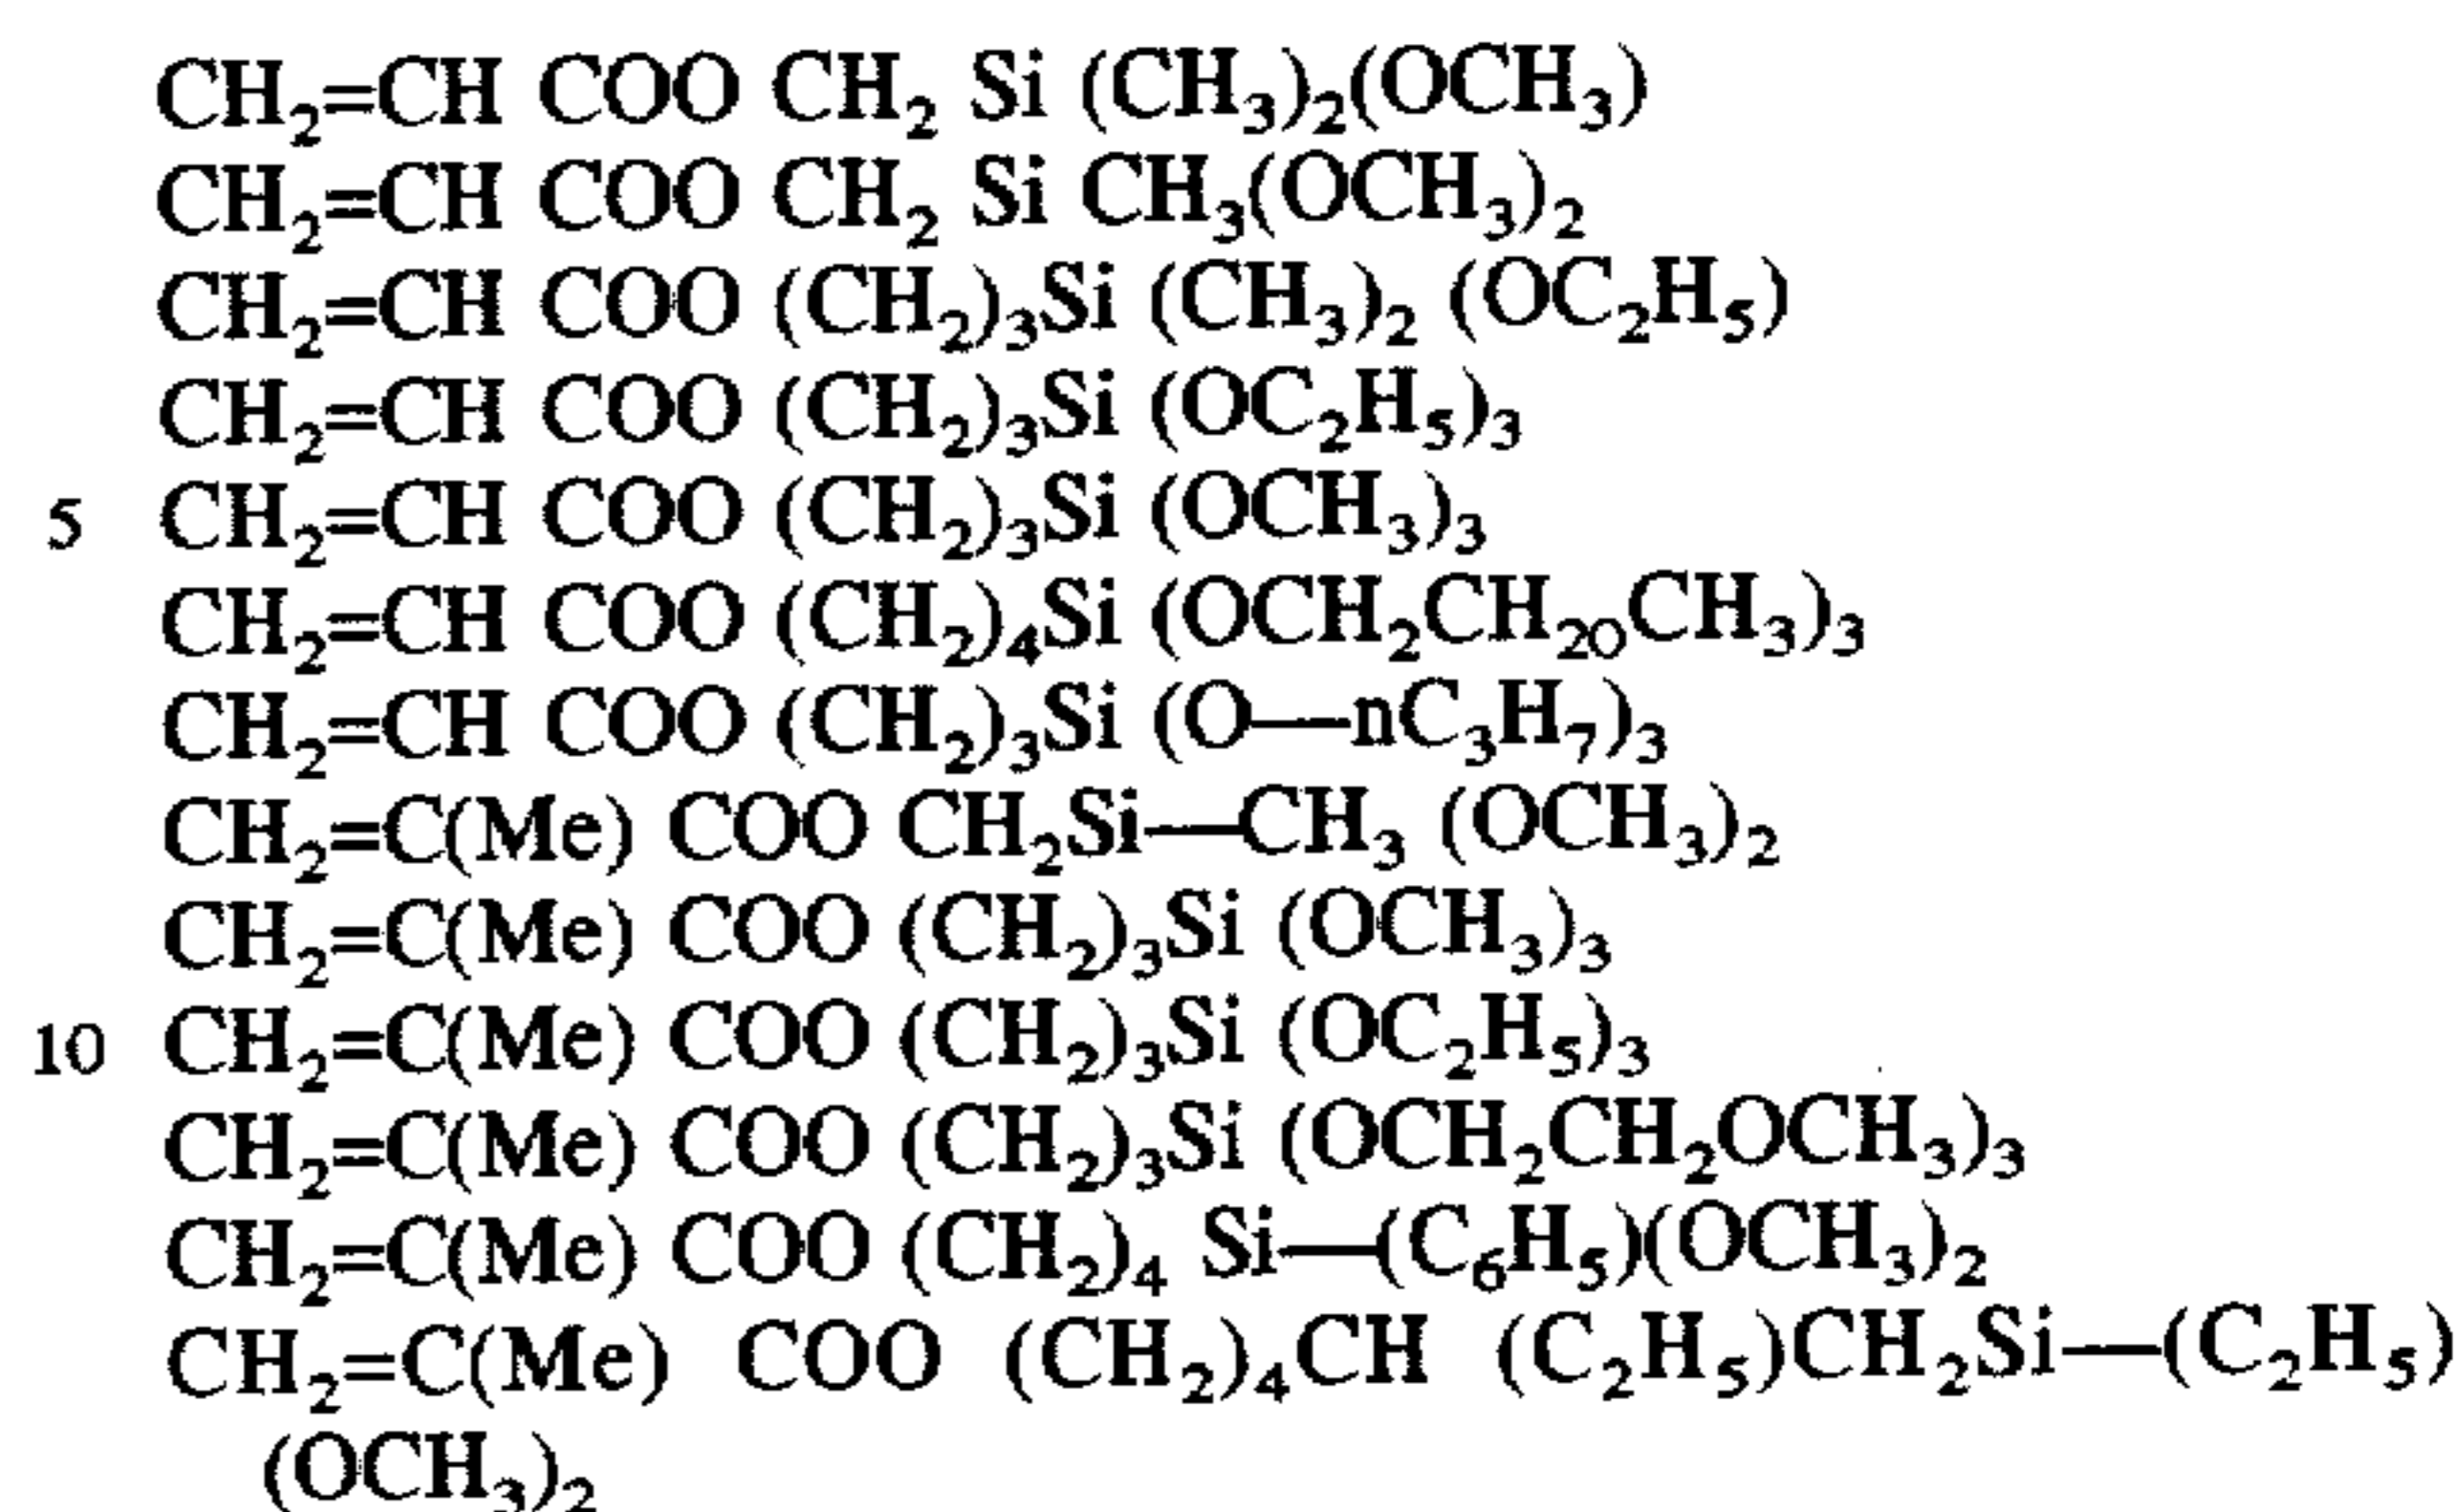 CH₂=CH COO CH₂ Si (CH₃)₂(OCH₃)
CH₂=CH COO CH₂ Si CH₃(OCH₃)₂
CH₂=CH COO (CH₂)₃Si (CH₃)₂ (OC₂H₅)
CH₂=CH COO (CH₂)₃Si (OC₂H₅)₃
5 CH₂=CH COO (CH₂)₃Si (OCH₃)₃
CH₂=CH COO (CH₂)₄Si (OCH₂CH₂ₒCH₃)₃
CH₂=CH COO (CH₂)₃Si (O—nC₃H₇)₃
CH₂=C(Me) COO CH₂Si—CH₃ (OCH₃)₂
CH₂=C(Me) COO (CH₂)₃Si (OCH₃)₃
10 CH₂=C(Me) COO (CH₂)₃Si (OC₂H₅)₃
CH₂=C(Me) COO (CH₂)₃Si (OCH₂CH₂OCH₃)₃
CH₂=C(Me) COO (CH₂)₄ Si—(C₆H₅)(OCH₃)₂
CH₂=C(Me) COO (CH₂)₄CH (C₂H₅)CH₂Si—(C₂H₅)
(OCH₃)₂